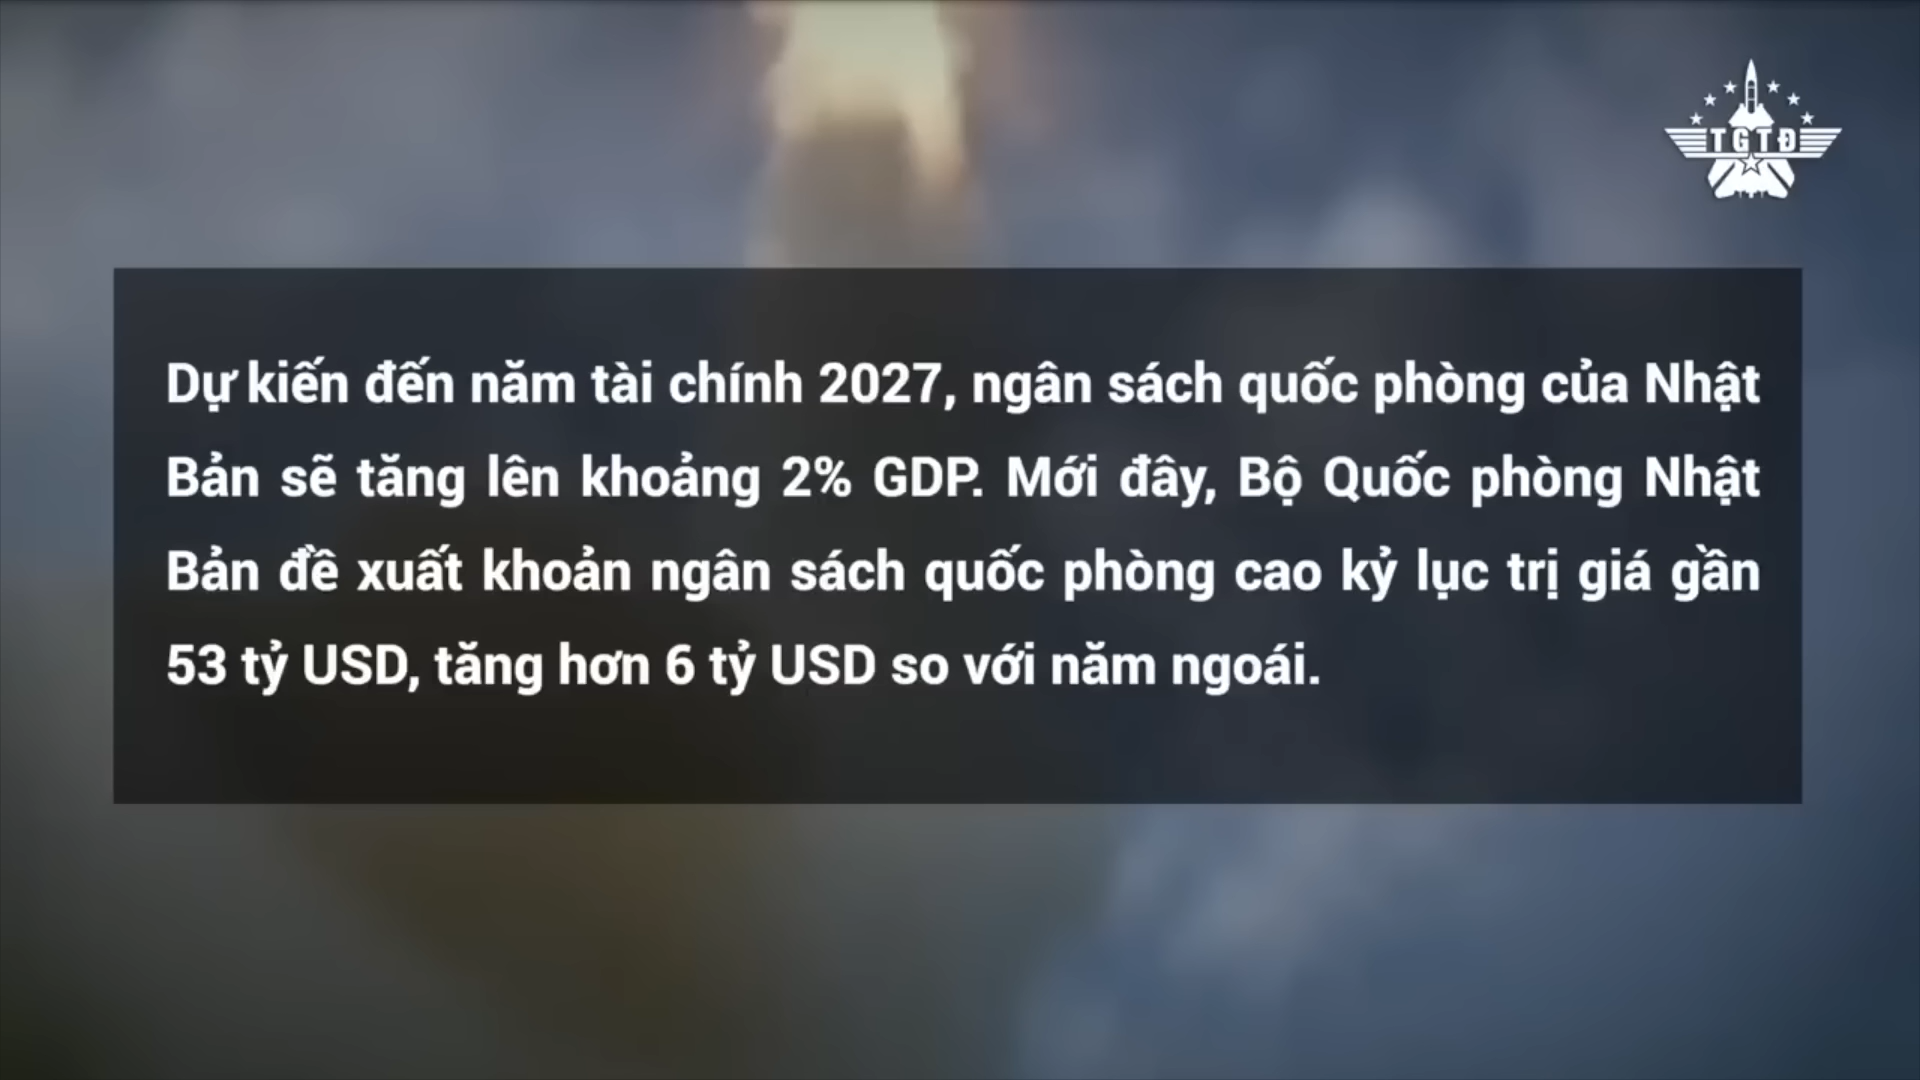 TGTĐ
Dự kiến đến năm tài chính 2027, ngân sách quốc phòng của Nhật
Bản sẽ tăng lên khoảng 2% GDP. Mới đây, Bộ Quốc phòng Nhật
Bản đề xuất khoản ngân sách quốc phòng cao kỷ lục trị giá gần
53 tỷ USD, tăng hơn 6 tỷ USD so với năm ngoái.